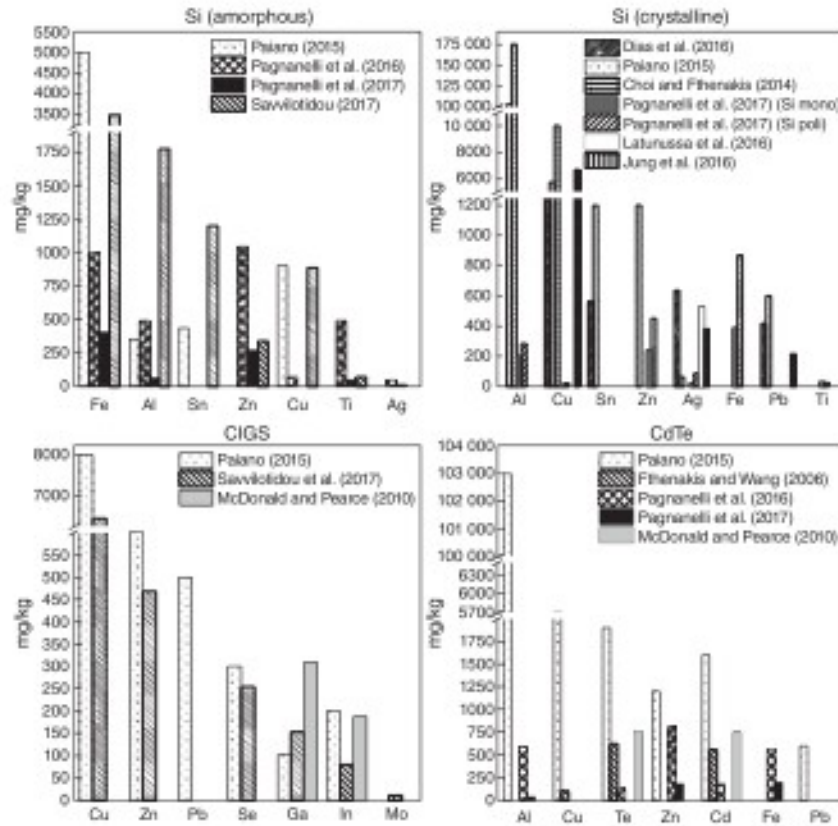 Si (amorphous)
5500
5000
4500
4000
3500
3000
1750
1500
1250
1000
750
500
250
0
mg/kg
Paiano (2015)
Pagnanelli et al. (2016)
Pagnanelli et al. (2017)
Savvilotidou (2017)
Fe Al Sn Zn Cu Ti Ag
Si (crystalline)
175 000
150 000
125 000
100 000
10 000
8000
6000
1200
1000
800
600
400
200
0
mg/kg
Dias et al. (2016)
Paiano (2015)
Choi and Fthenakis (2014)
Pagnanelli et al. (2017) (Si mono)
Pagnanelli et al. (2017) (Si poli)
Latunussa et al. (2016)
Jung et al. (2016)
Al Cu Sn Zn Ag Fe Pb Ti
CIGS
8000
7000
550
500
450
400
350
300
250
200
150
100
50
0
mg/kg
Paiano (2015)
Savvilotidou et al. (2017)
McDonald and Pearce (2010)
Cu Zn Pb Se Ga In Mo
CdTe
104 000
103 000
102 000
101 000
100 000
6300
6000
5700
1750
1500
1250
1000
750
500
250
0
mg/kg
Paiano (2015)
Fthenakis and Wang (2006)
Pagnanelli et al. (2016)
Pagnanelli et al. (2017)
McDonald and Pearce (2010)
Al Cu Te Zn Cd Fe Pb